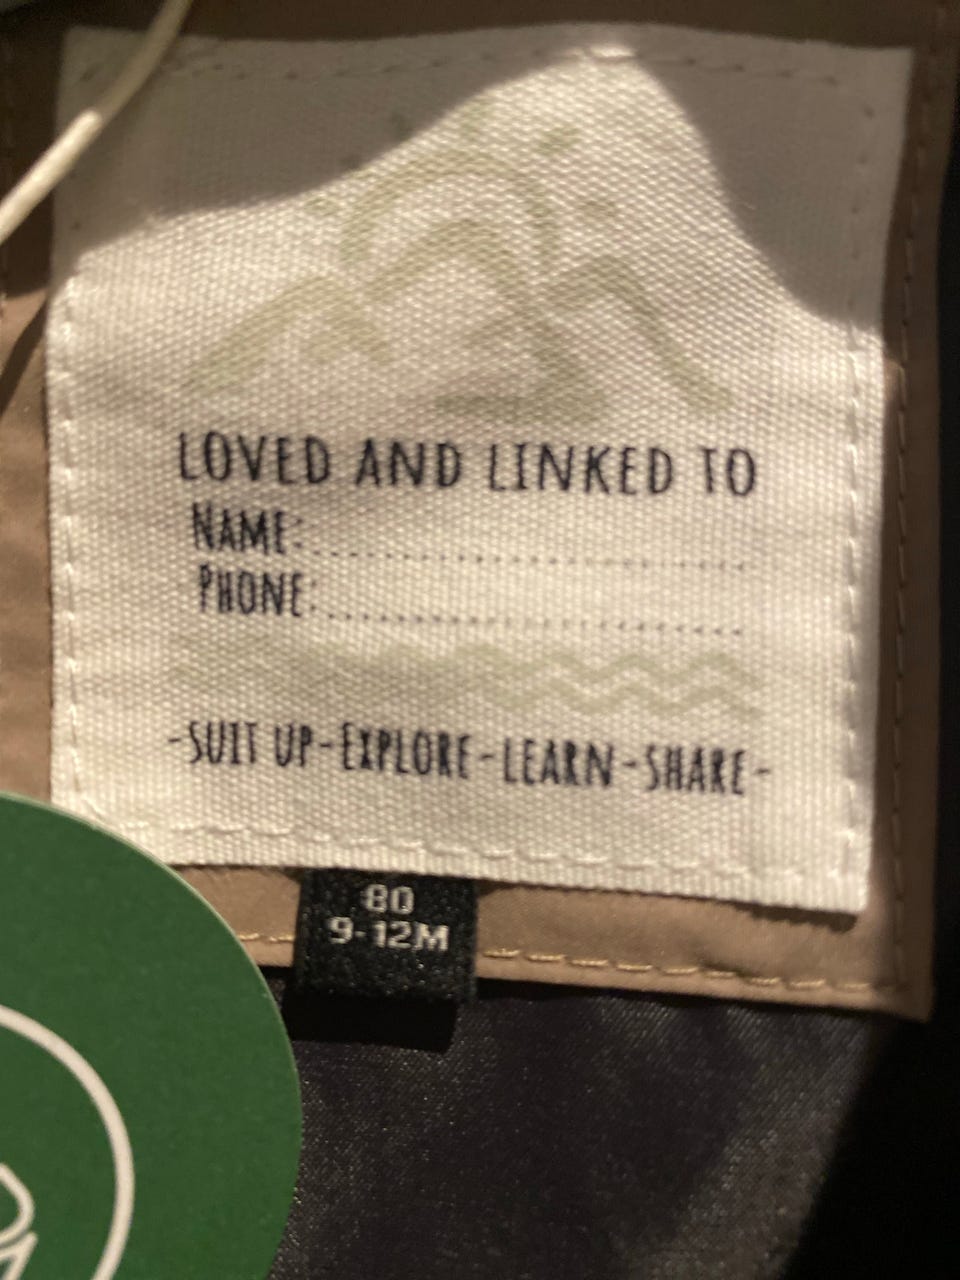 LOVED AND LINKED TO
NAME:................................
PHONE:................................
-SUIT UP-EXPLORE-LEARN-SHARE-
80
9-12M